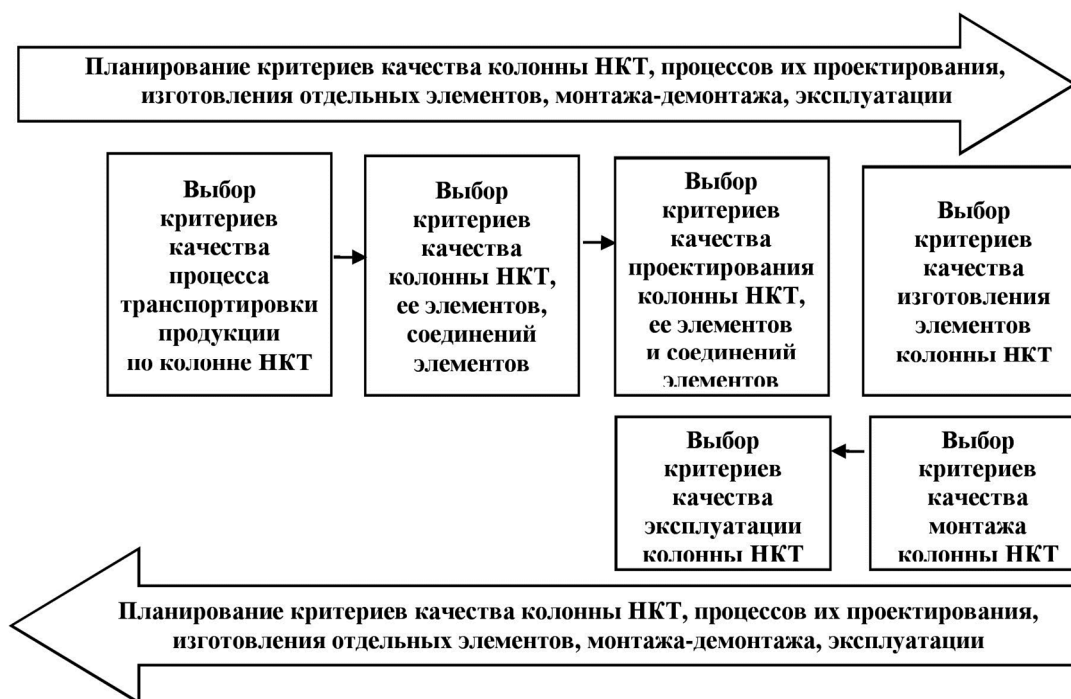 Планирование критериев качества колонны НКТ, процессов их проектирования,
изготовления отдельных элементов, монтажа-демонтажа, эксплуатации
Выбор
критериев
качества
процесса
транспортировки
продукции
по колонне НКТ
Выбор
критериев
качества
колонны НКТ,
ее элементов,
соединений
элементов
Выбор
критериев
качества
проектирования
колонны НКТ,
ее элементов
и соединений
элементов
Выбор
критериев
качества
изготовления
элементов
колонны НКТ
Выбор
критериев
качества
эксплуатации
колонны НКТ
Выбор
критериев
качества
монтажа
колонны НКТ
Планирование критериев качества колонны НКТ, процессов их проектирования,
изготовления отдельных элементов, монтажа-демонтажа, эксплуатации